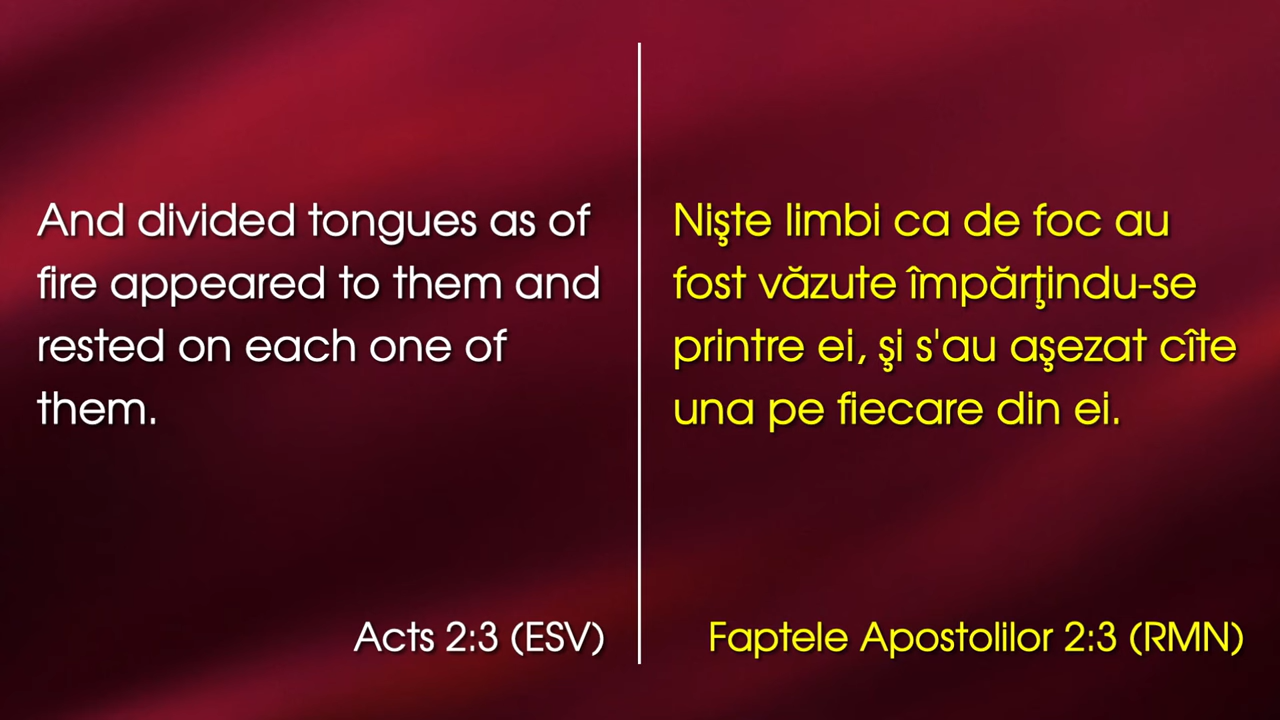 And divided tongues as of
fire appeared to them and
rested on each one of
them.
Acts 2:3 (ESV)
Nişte limbi ca de foc au
fost văzute împărţindu-se
printre ei, şi s'au aşezat cîte
una pe fiecare din ei.
Faptele Apostolilor 2:3 (RMN)